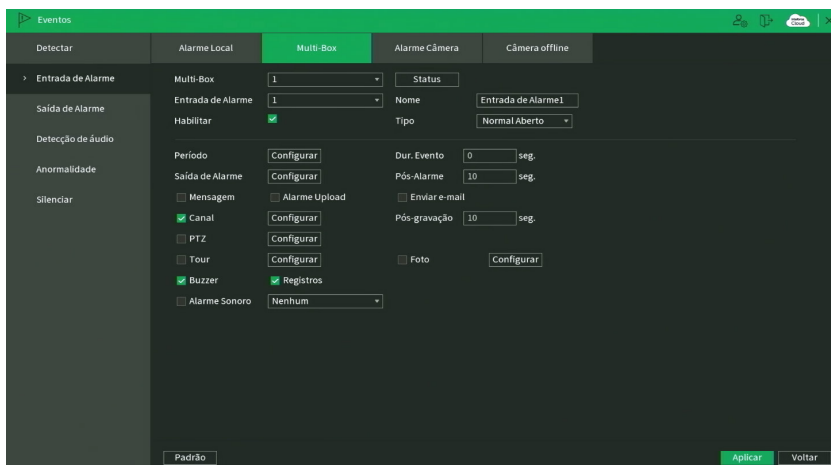 Eventos
Cloud
Detectar
Alarme Local Multi-Box Alarme Câmera Câmera offline
Entrada de Alarme
Saída de Alarme
Detecção de áudio
Anormalidade
Silenciar
Multi-Box 1 Status
Entrada de Alarme 1 Nome Entrada de Alarme1
Habilitar Tipo Normal Aberto
Período Configurar Dur. Evento 0 seg.
Saída de Alarme Configurar Pós-Alarme 10 seg.
Mensagem Alarme Upload Enviar e-mail
Canal Configurar Pós-gravação 10 seg.
PTZ Configurar
Tour Configurar Foto Configurar
Buzzer Registros
Alarme Sonoro Nenhum
Padrão Aplicar Voltar